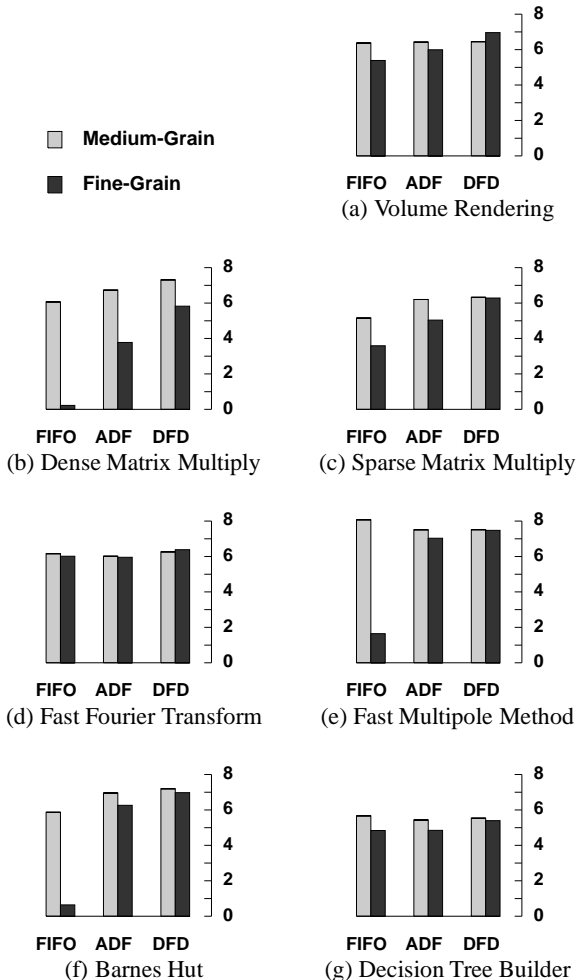 8
6
4
2
0
Medium-Grain
Fine-Grain
FIFO ADF DFD
(a) Volume Rendering
8
6
4
2
0
FIFO ADF DFD
(b) Dense Matrix Multiply
8
6
4
2
0
FIFO ADF DFD
(c) Sparse Matrix Multiply
8
6
4
2
0
FIFO ADF DFD
(d) Fast Fourier Transform
8
6
4
2
0
FIFO ADF DFD
(e) Fast Multipole Method
8
6
4
2
0
FIFO ADF DFD
(f) Barnes Hut
8
6
4
2
0
FIFO ADF DFD
(g) Decision Tree Builder